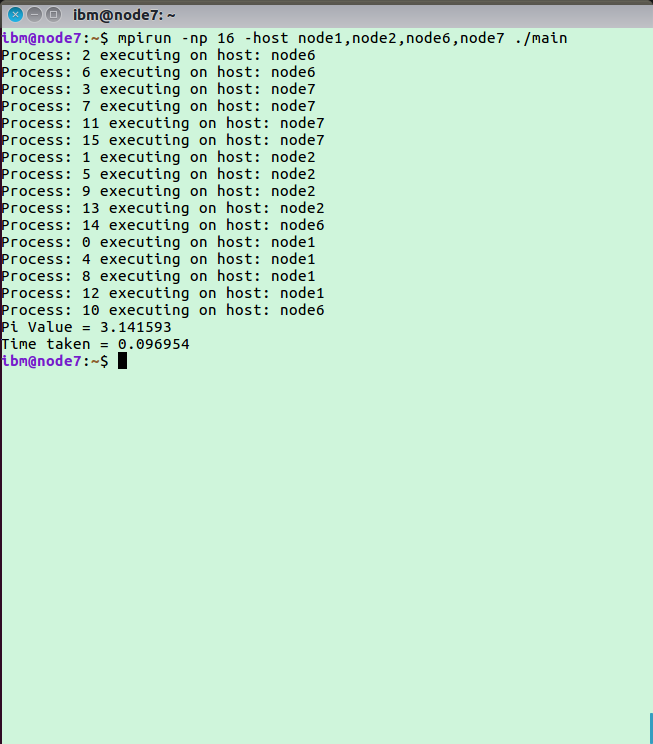 ibm@node7: ~
ibm@node7:~$ mpirun -np 16 -host node1,node2,node6,node7 ./main
Process: 2 executing on host: node6
Process: 6 executing on host: node6
Process: 3 executing on host: node7
Process: 7 executing on host: node7
Process: 11 executing on host: node7
Process: 15 executing on host: node7
Process: 1 executing on host: node2
Process: 5 executing on host: node2
Process: 9 executing on host: node2
Process: 13 executing on host: node2
Process: 14 executing on host: node6
Process: 0 executing on host: node1
Process: 4 executing on host: node1
Process: 8 executing on host: node1
Process: 12 executing on host: node1
Process: 10 executing on host: node6
Pi Value = 3.141593
Time taken = 0.096954
ibm@node7:~$